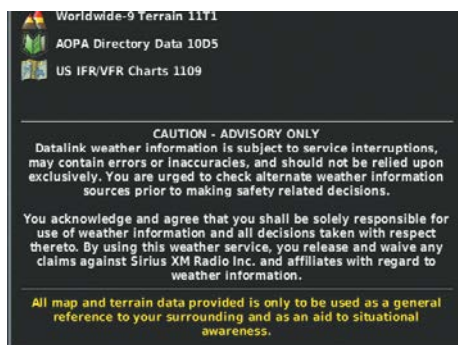 Worldwide-9 Terrain 11T1
AOPA Directory Data 10D5
US IFR/VFR Charts 1109
CAUTION - ADVISORY ONLY
Datalink weather information is subject to service interruptions,
may contain errors or inaccuracies, and should not be relied upon
exclusively. You are urged to check alternate weather information
sources prior to making safety related decisions.
You acknowledge and agree that you shall be solely responsible for
use of weather information and all decisions taken with respect
thereto. By using this weather service, you release and waive any
claims against Sirius XM Radio Inc. and affiliates with regard to
weather information.
All map and terrain data provided is only to be used as a general
reference to your surrounding and as an aid to situational
awareness.